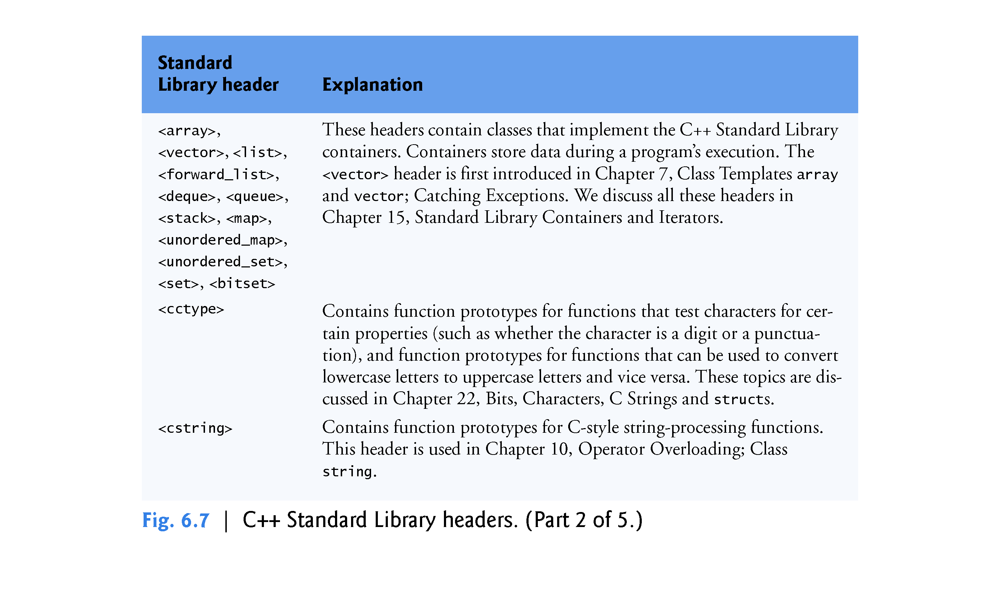 Standard
Library header
Explanation
<array>,
<vector>, <list>,
<forward_list>,
<deque>, <queue>,
<stack>, <map>,
<unordered_map>,
<unordered_set>,
<set>, <bitset>
These headers contain classes that implement the C++ Standard Library
containers. Containers store data during a program’s execution. The
<vector> header is first introduced in Chapter 7, Class Templates array
and vector; Catching Exceptions. We discuss all these headers in
Chapter 15, Standard Library Containers and Iterators.
<cctype>
Contains function prototypes for functions that test characters for cer-
tain properties (such as whether the character is a digit or a punctua-
tion), and function prototypes for functions that can be used to convert
lowercase letters to uppercase letters and vice versa. These topics are dis-
cussed in Chapter 22, Bits, Characters, C Strings and structs.
<cstring>
Contains function prototypes for C-style string-processing functions.
This header is used in Chapter 10, Operator Overloading; Class
string.
Fig. 6.7 | C++ Standard Library headers. (Part 2 of 5.)